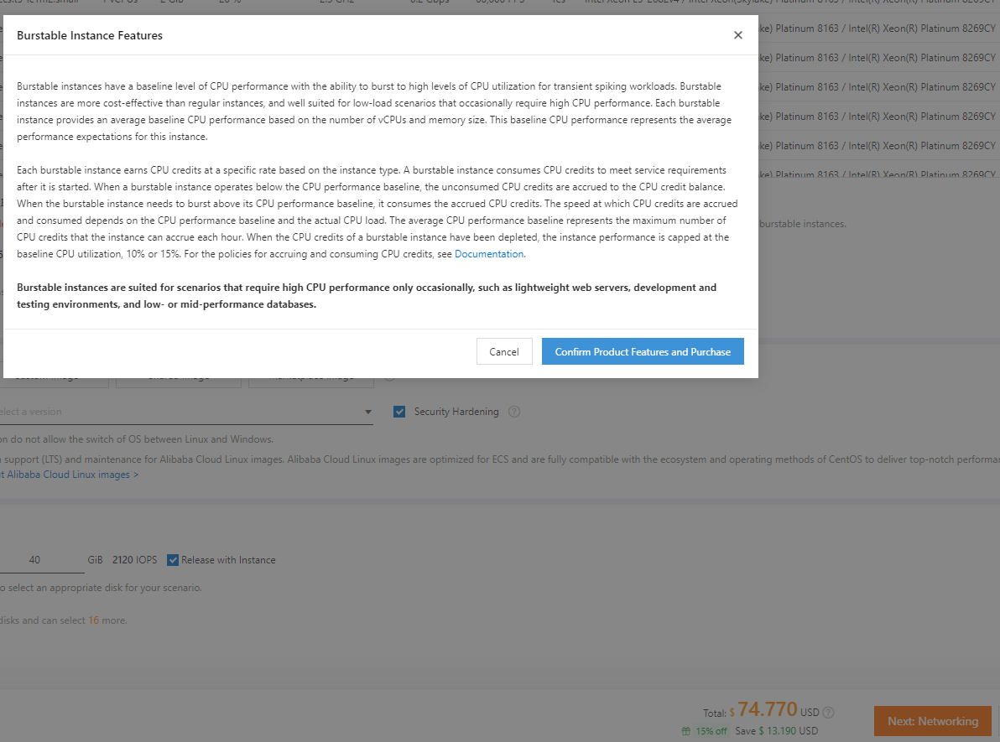 1 vCPUs 2 GiB 20 % 2.5 GHz
Burstable Instance Features
ke) Platinum 8163 / Intel(R) Xeon(R) Platinum 8269CY
ke) Platinum 8163 / Intel(R) Xeon(R) Platinum 8269CY
Burstable instances have a baseline level of CPU performance with the ability to burst to high levels of CPU utilization for transient spiking workloads. Burstable
ke) Platinum 8163 / Intel(R) Xeon(R) Platinum 8269CY
instances are more cost-effective than regular instances, and well suited for low-load scenarios that occasionally require high CPU performance. Each burstable
instance provides an average baseline CPU performance based on the number of vCPUs and memory size. This baseline CPU performance represents the average
ke) Platinum 8163 / Intel(R) Xeon(R) Platinum 8269CY
performance expectations for this instance.
ke) Platinum 8163 / Intel(R) Xeon(R) Platinum 8269CY
Each burstable instance earns CPU credits at a specific rate based on the instance type. A burstable instance consumes CPU credits to meet service requirements
ke) Platinum 8163 / Intel(R) Xeon(R) Platinum 8269CY
after it is started. When a burstable instance operates below the CPU performance baseline, the unconsumed CPU credits are accrued to the CPU credit balance.
When the burstable instance needs to burst above its CPU performance baseline, it consumes the accrued CPU credits. The speed at which CPU credits are accrued
and consumed depends on the CPU performance baseline and the actual CPU load. The average CPU performance baseline represents the maximum number of
burstable instances.
CPU credits that the instance can accrue each hour. When the CPU credits of a burstable instance have been depleted, the instance performance is capped at the
baseline CPU utilization, 10% or 15%. For the policies for accruing and consuming CPU credits, see Documentation.
Burstable instances are suited for scenarios that require high CPU performance only occasionally, such as lightweight web servers, development and
testing environments, and low- or mid-performance databases.
Cancel Confirm Product Features and Purchase
elect a version Security Hardening
on do not allow the switch of OS between Linux and Windows.
support (LTS) and maintenance for Alibaba Cloud Linux images. Alibaba Cloud Linux images are optimized for ECS and are fully compatible with the ecosystem and operating methods of CentOS to deliver top-notch performa
t Alibaba Cloud Linux images >
40 GiB 2120 IOPS Release with Instance
o select an appropriate disk for your scenario.
disks and can select 16 more.
Total: $ 74.770 USD
15% off Save $ 13.190 USD
Next: Networking